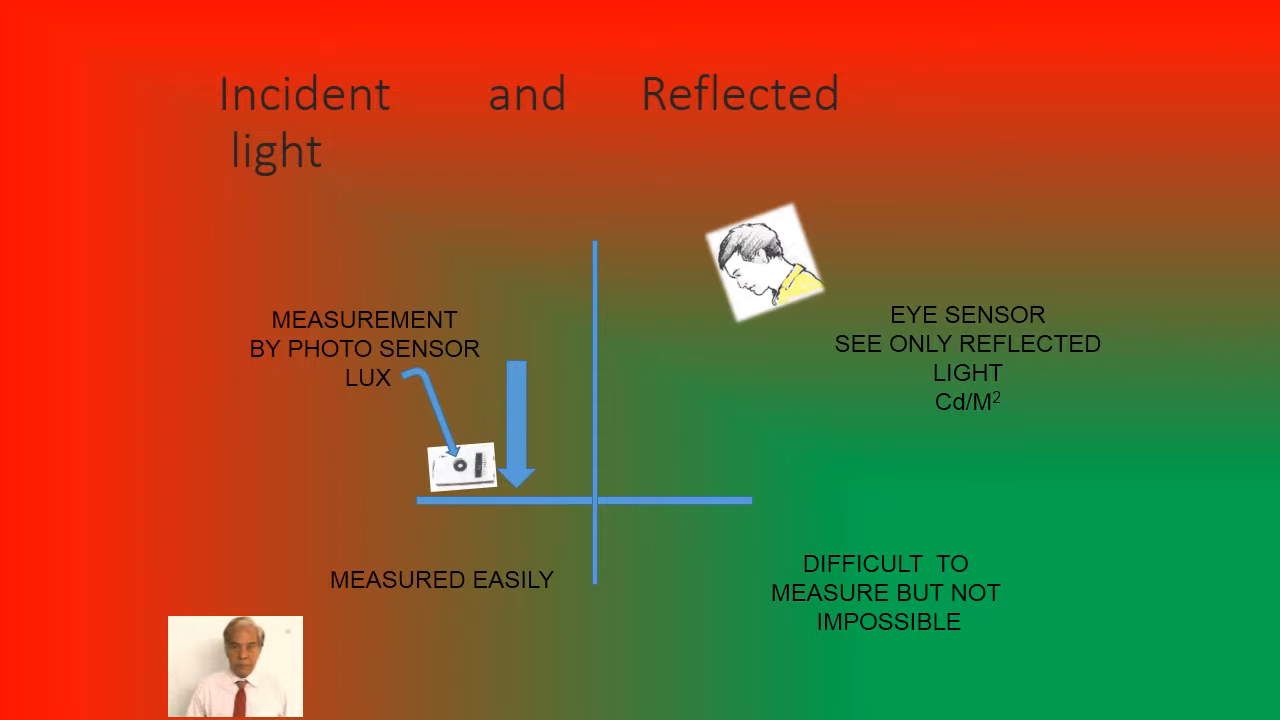 Incident and Reflected
light
MEASUREMENT
BY PHOTO SENSOR
LUX
EYE SENSOR
SEE ONLY REFLECTED
LIGHT
Cd/M²
MEASURED EASILY
DIFFICULT TO
MEASURE BUT NOT
IMPOSSIBLE